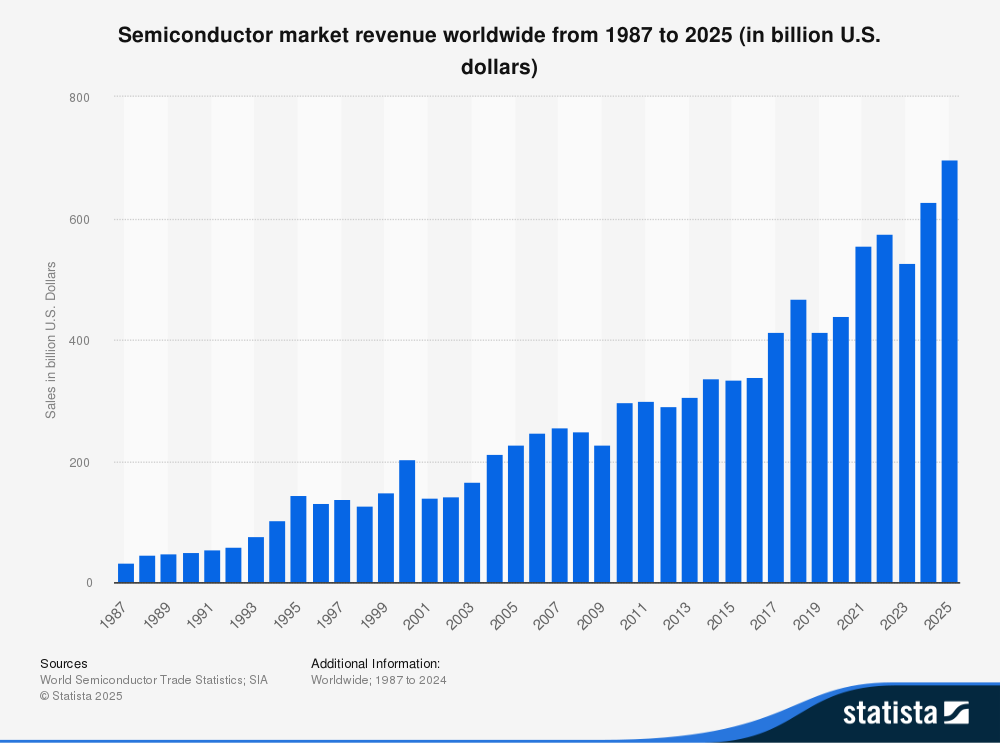 Semiconductor market revenue worldwide from 1987 to 2025 (in billion U.S.
dollars)
800
600
400
200
0
Sales in billion U.S. Dollars
1987
1989
1991
1993
1995
1997
1999
2001
2003
2005
2007
2009
2011
2013
2015
2017
2019
2021
2023
2025
Sources
World Semiconductor Trade Statistics; SIA
© Statista 2025
Additional Information:
Worldwide; 1987 to 2024
statista